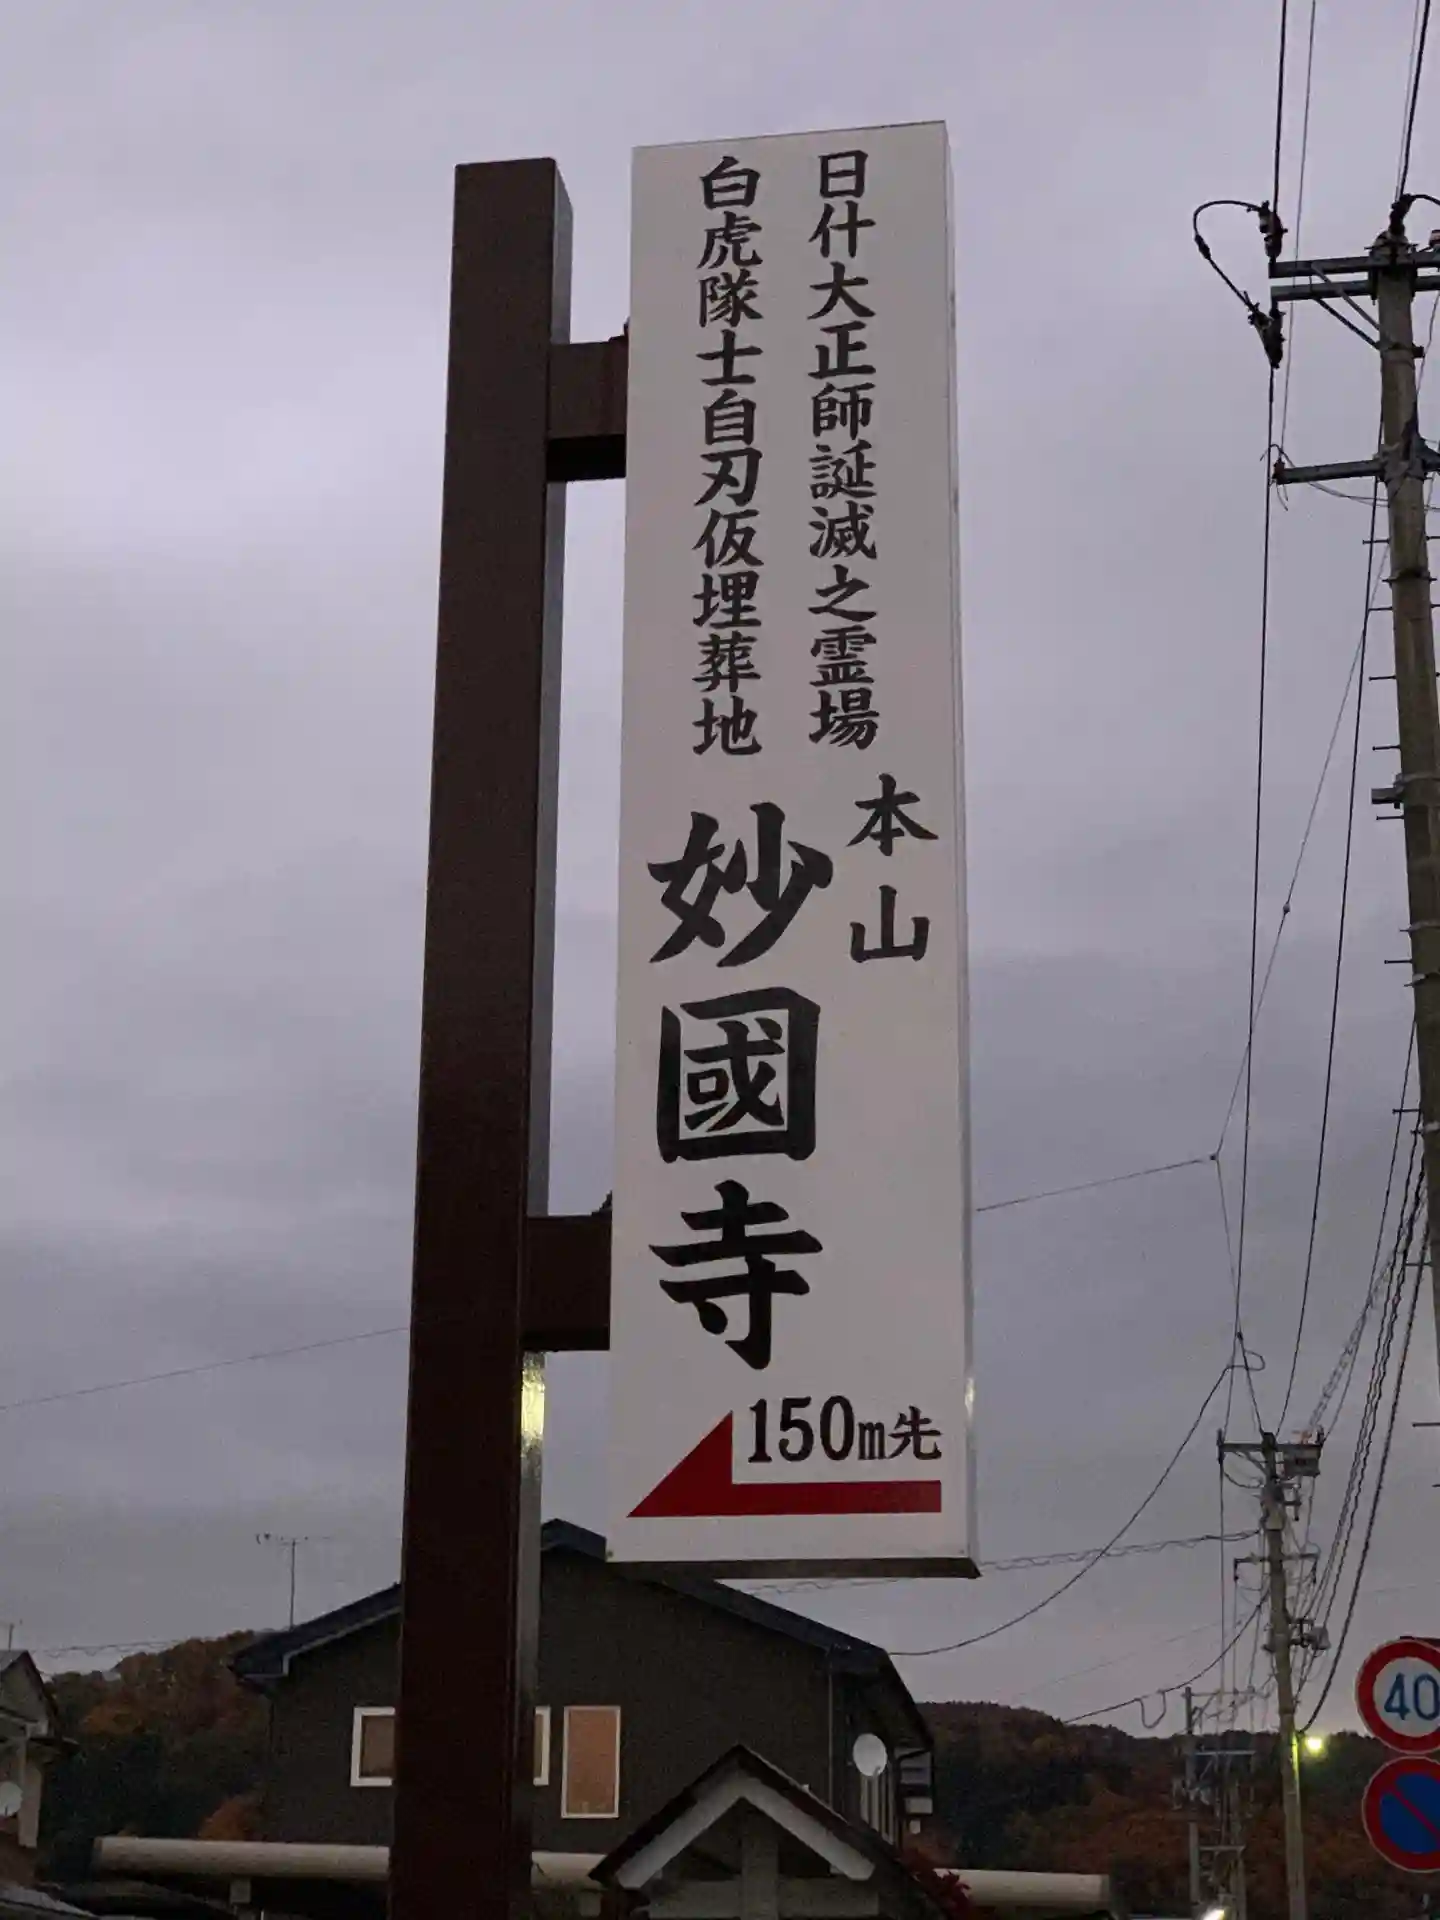 日什大正師誕滅之霊場
白虎隊士自刃仮埋葬地
本山
妙國寺
150m先
40